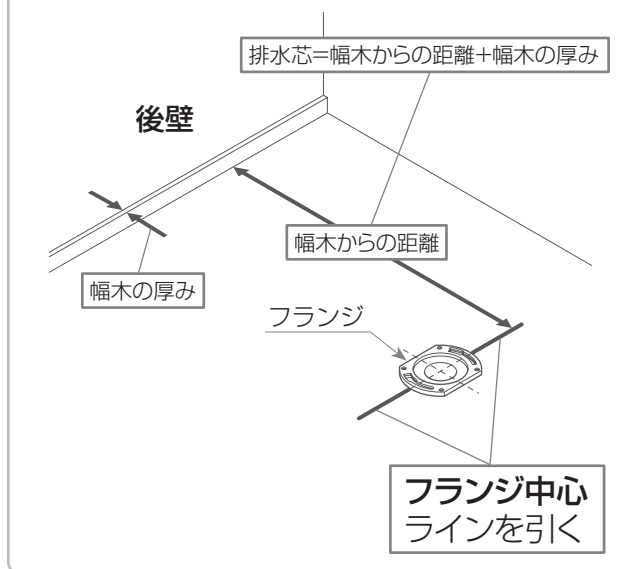 排水芯=幅木からの距離+幅木の厚み
後壁
幅木からの距離
幅木の厚み
フランジ
フランジ中心
ラインを引く